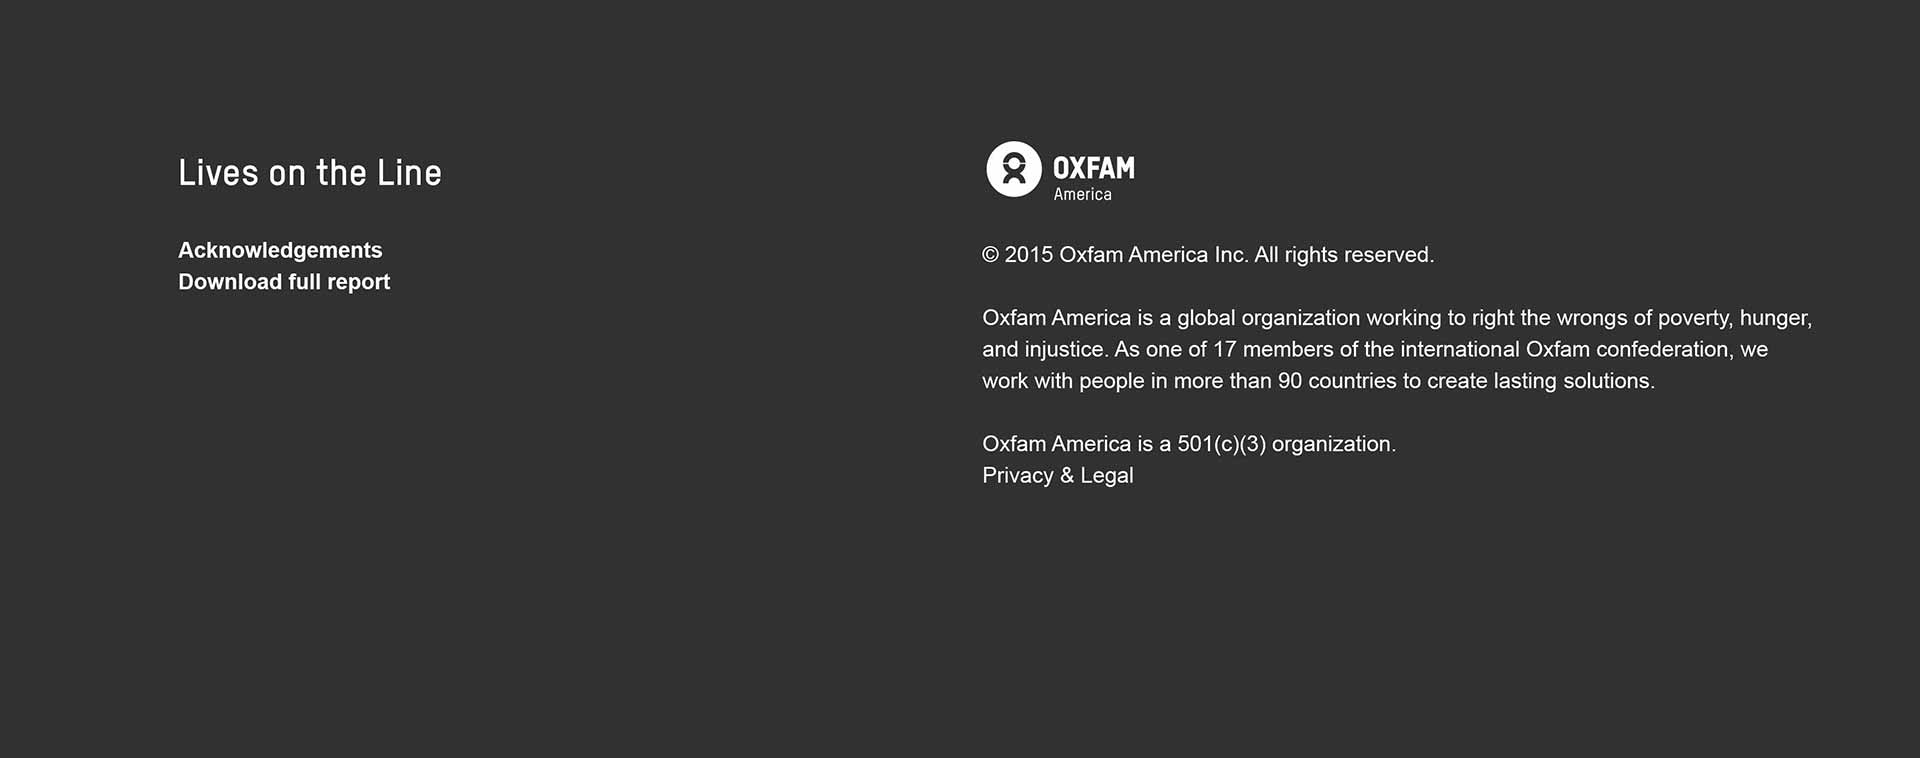 Lives on the Line
Acknowledgements
Download full report
OXFAM
America
© 2015 Oxfam America Inc. All rights reserved.
Oxfam America is a global organization working to right the wrongs of poverty, hunger,
and injustice. As one of 17 members of the international Oxfam confederation, we
work with people in more than 90 countries to create lasting solutions.
Oxfam America is a 501(c)(3) organization.
Privacy & Legal